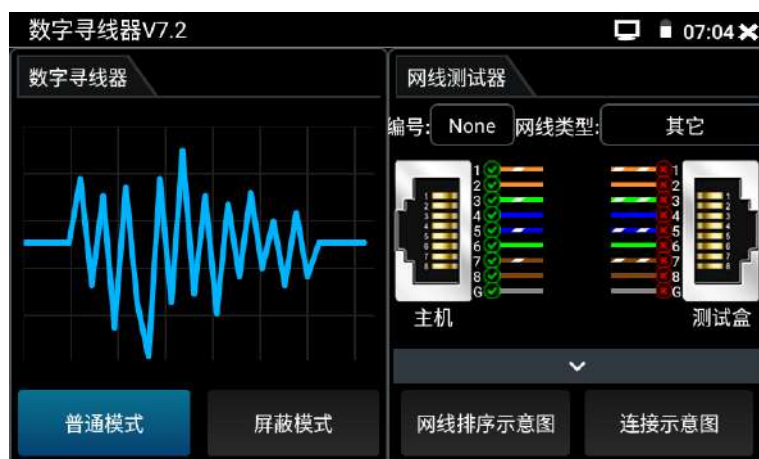 数字寻线器V7.2
07:04
数字寻线器
网线测试器
编号: None 网线类型: 其它
1 1
2 2
3 3
4 4
5 5
6 6
7 7
8 8
G G
主机 测试盒
普通模式 屏蔽模式 网线排序示意图 连接示意图